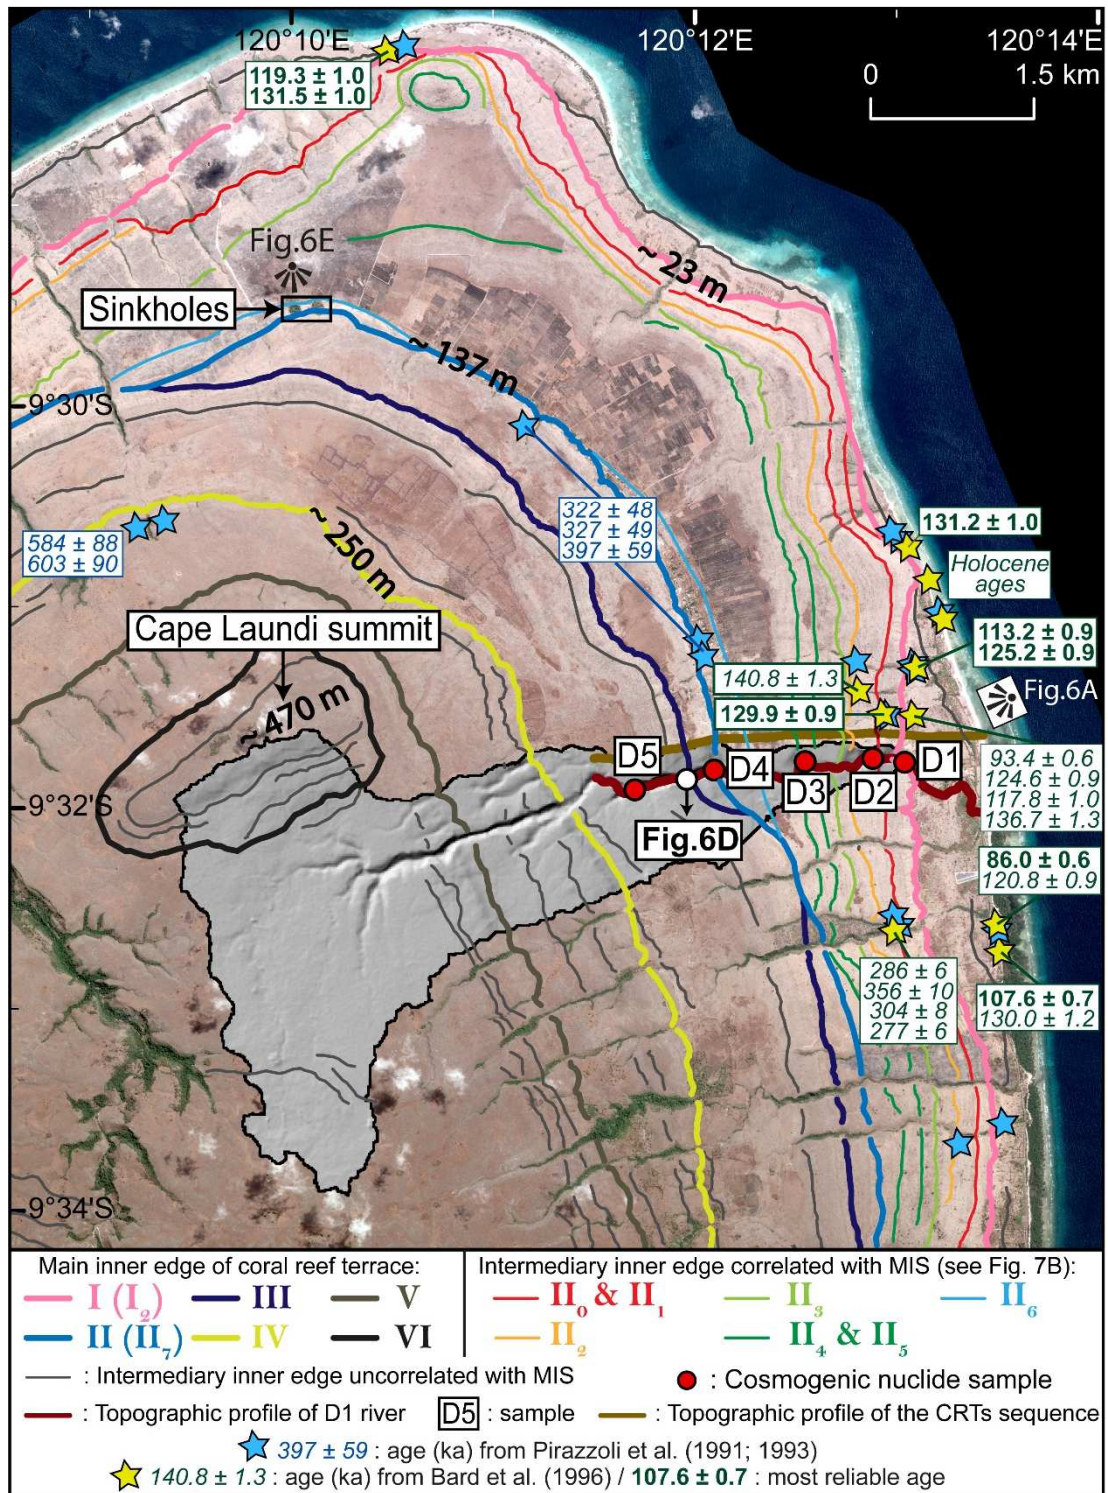 120°10'E
120°12'E
120°14'E
119.3 ± 1.0
131.5 ± 1.0
0 1.5 km
Fig.6E
Sinkholes
~ 23 m
~ 137 m
9°30'S
322 ± 48
327 ± 49
397 ± 59
584 ± 88
603 ± 90
~ 250 m
131.2 ± 1.0
Holocene
ages
Cape Laundi summit
113.2 ± 0.9
125.2 ± 0.9
140.8 ± 1.3
Fig.6A
~ 470 m
129.9 ± 0.9
93.4 ± 0.6
124.6 ± 0.9
117.8 ± 1.0
136.7 ± 1.3
D5
D4
D3
D2
D1
9°32'S
Fig.6D
86.0 ± 0.6
120.8 ± 0.9
286 ± 6
356 ± 10
304 ± 8
277 ± 6
107.6 ± 0.7
130.0 ± 1.2
9°34'S
Main inner edge of coral reef terrace:
I (I₂) III V
II (II₇) IV VI
Intermediary inner edge correlated with MIS (see Fig. 7B):
II₀ & II₁ II₃ II₆
II₂ II₄ & II₅
: Intermediary inner edge uncorrelated with MIS
: Cosmogenic nuclide sample
: Topographic profile of D1 river D5 : sample : Topographic profile of the CRTs sequence
397 ± 59 : age (ka) from Pirazzoli et al. (1991; 1993)
140.8 ± 1.3 : age (ka) from Bard et al. (1996) / 107.6 ± 0.7 : most reliable age